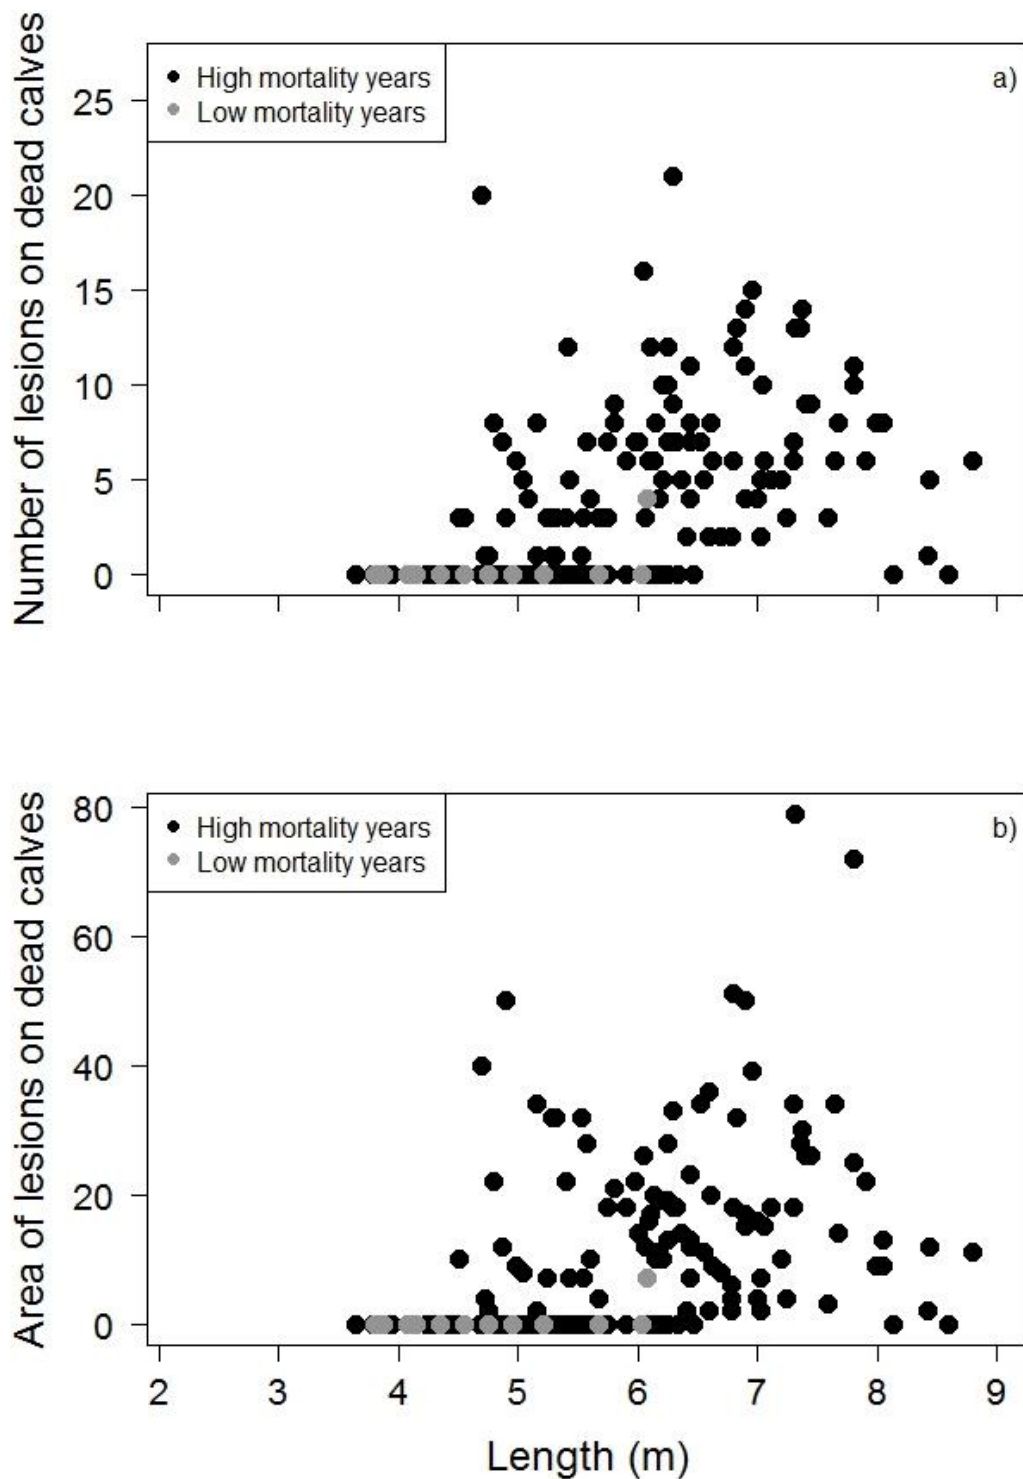 Number of lesions on dead calves
High mortality years
Low mortality years
a)
25
20
15
10
5
0
Area of lesions on dead calves
High mortality years
Low mortality years
b)
80
60
40
20
0
2 3 4 5 6 7 8 9
Length (m)